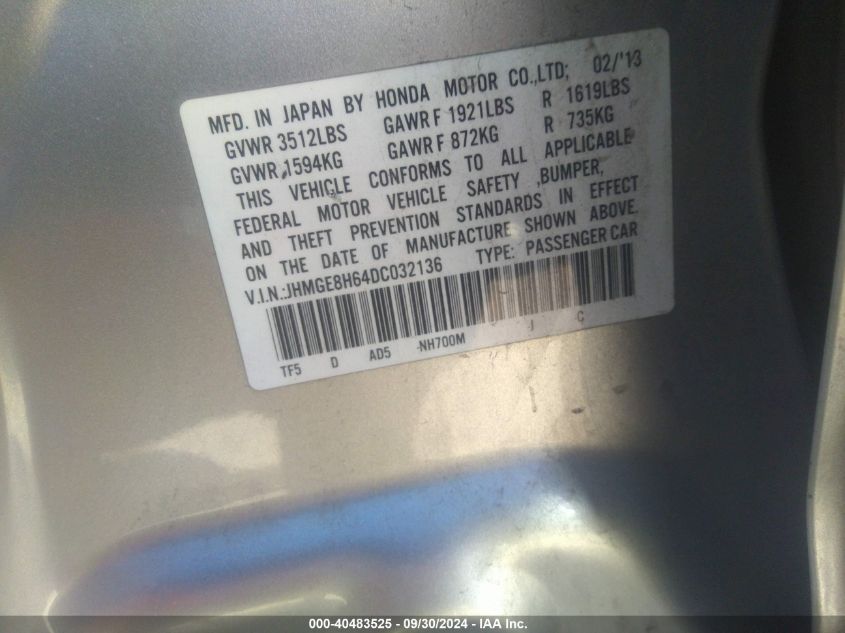 MFD. IN JAPAN BY HONDA MOTOR CO.,LTD; 02/'13
GVWR 3512LBS GAWR F 1921LBS R 1619LBS
GVWR 1594KG GAWR F 872KG R 735KG
THIS VEHICLE CONFORMS TO ALL APPLICABLE
FEDERAL MOTOR VEHICLE SAFETY ,BUMPER,
AND THEFT PREVENTION STANDARDS IN EFFECT
ON THE DATE OF MANUFACTURE SHOWN ABOVE.
V.I.N.:JHMGE8H64DC032136 TYPE: PASSENGER CAR
TF5 D AD5 -NH700M J C
000-40483525 - 09/30/2024 - IAA Inc.